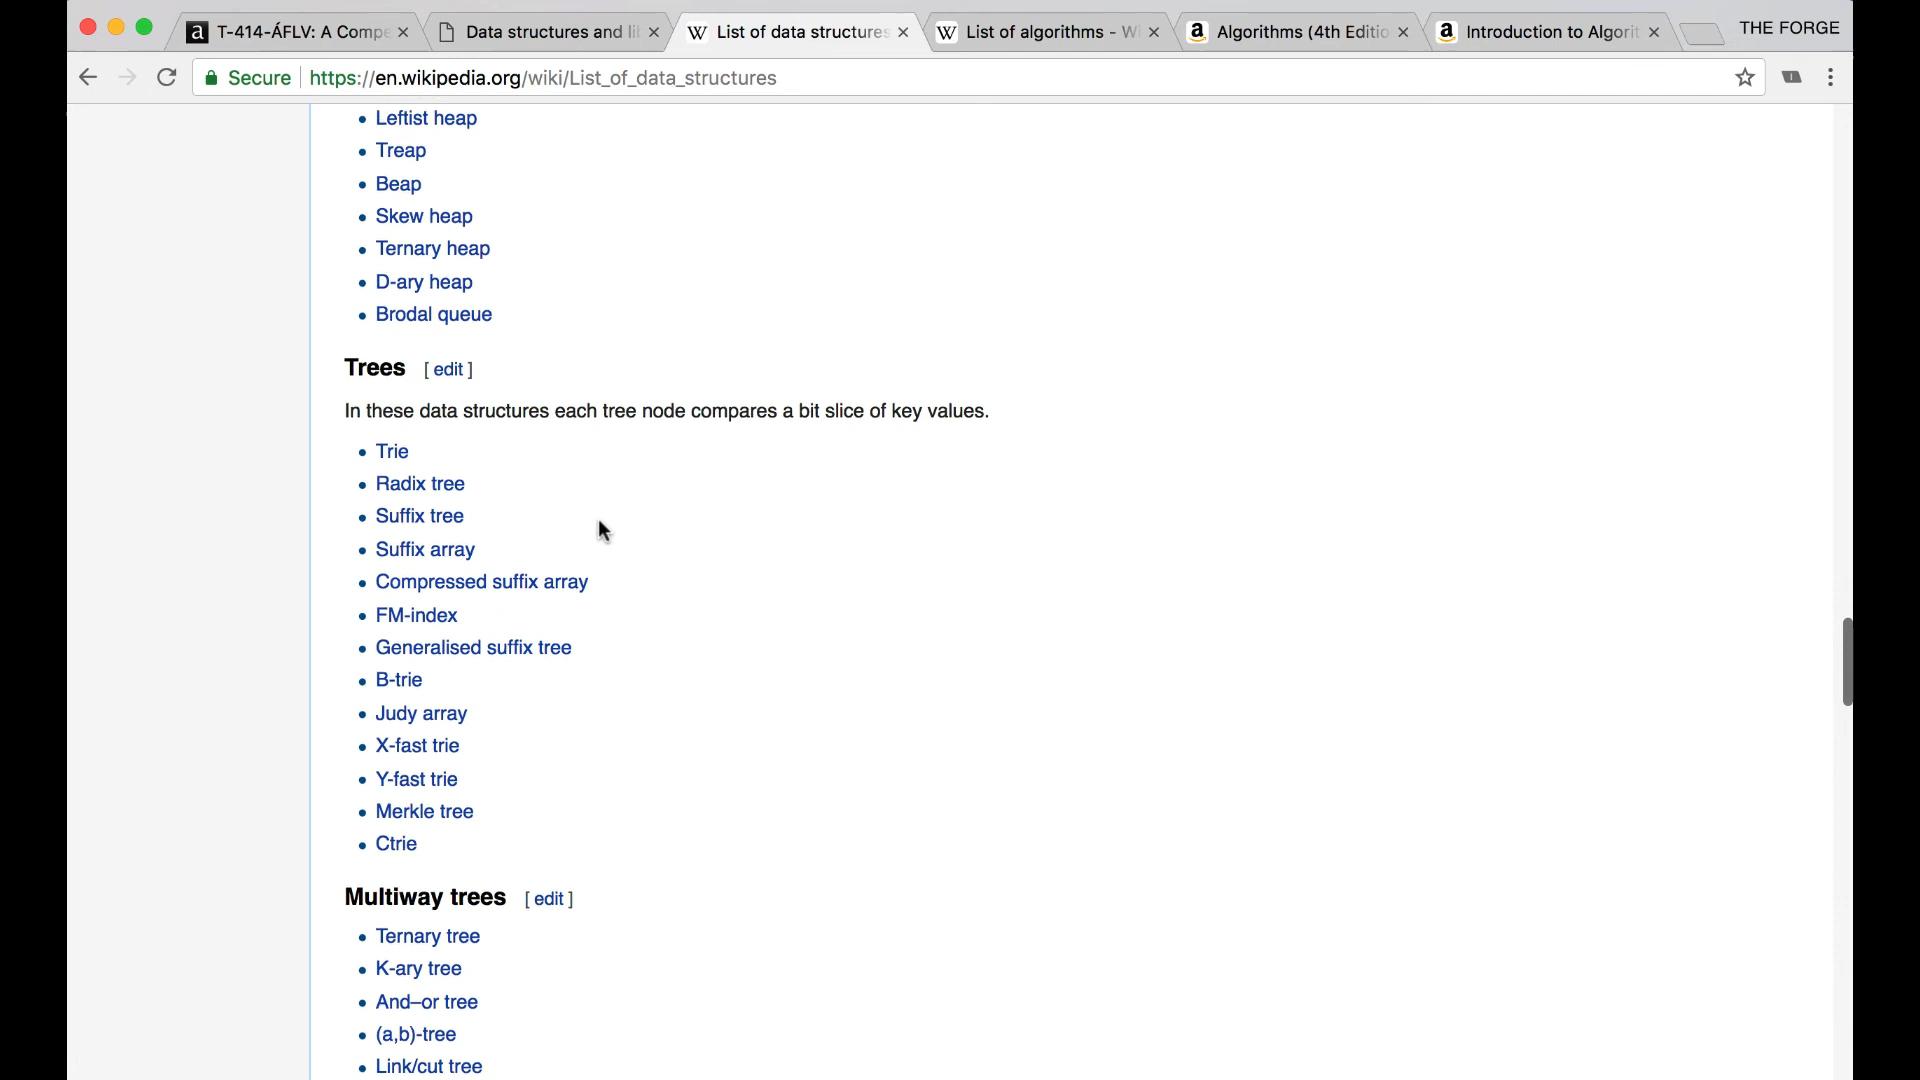 T-414-ÁFLV: A Compe
Data structures and li
List of data structures
List of algorithms - Wi
Algorithms (4th Editio
Introduction to Algorit
THE FORGE
Secure https://en.wikipedia.org/wiki/List_of_data_structures
Leftist heap
Treap
Beap
Skew heap
Ternary heap
D-ary heap
Brodal queue
Trees [ edit ]
In these data structures each tree node compares a bit slice of key values.
Trie
Radix tree
Suffix tree
Suffix array
Compressed suffix array
FM-index
Generalised suffix tree
B-trie
Judy array
X-fast trie
Y-fast trie
Merkle tree
Ctrie
Multiway trees [ edit ]
Ternary tree
K-ary tree
And–or tree
(a,b)-tree
Link/cut tree